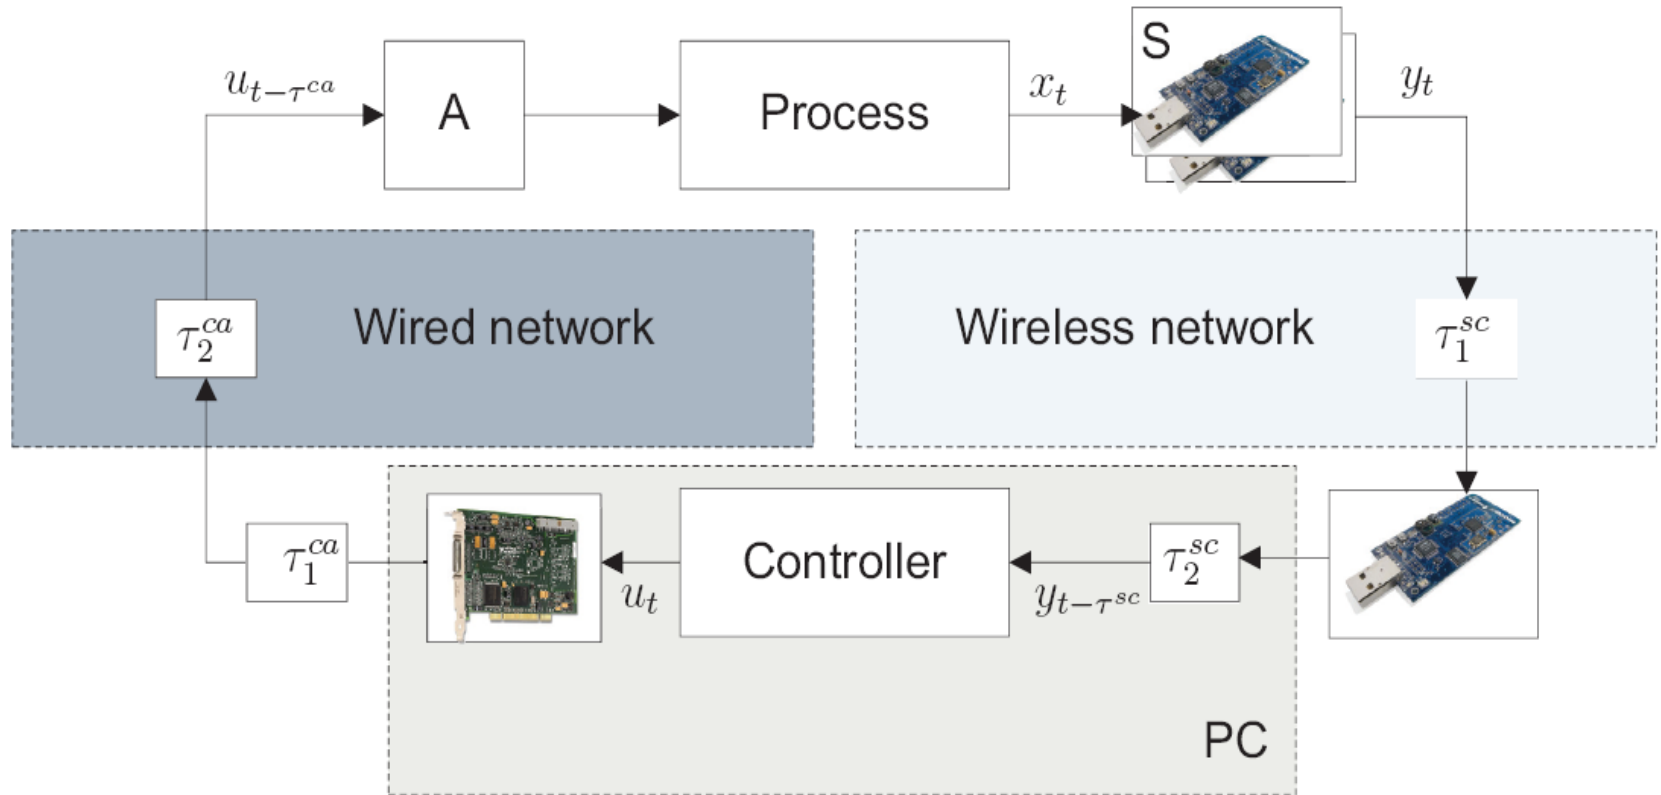 S
u_{t-τ^{ca}}
A
Process
x_t
y_t
τ_2^{ca}
Wired network
Wireless network
τ_1^{sc}
τ_1^{ca}
u_t
Controller
y_{t-τ^{sc}}
τ_2^{sc}
PC